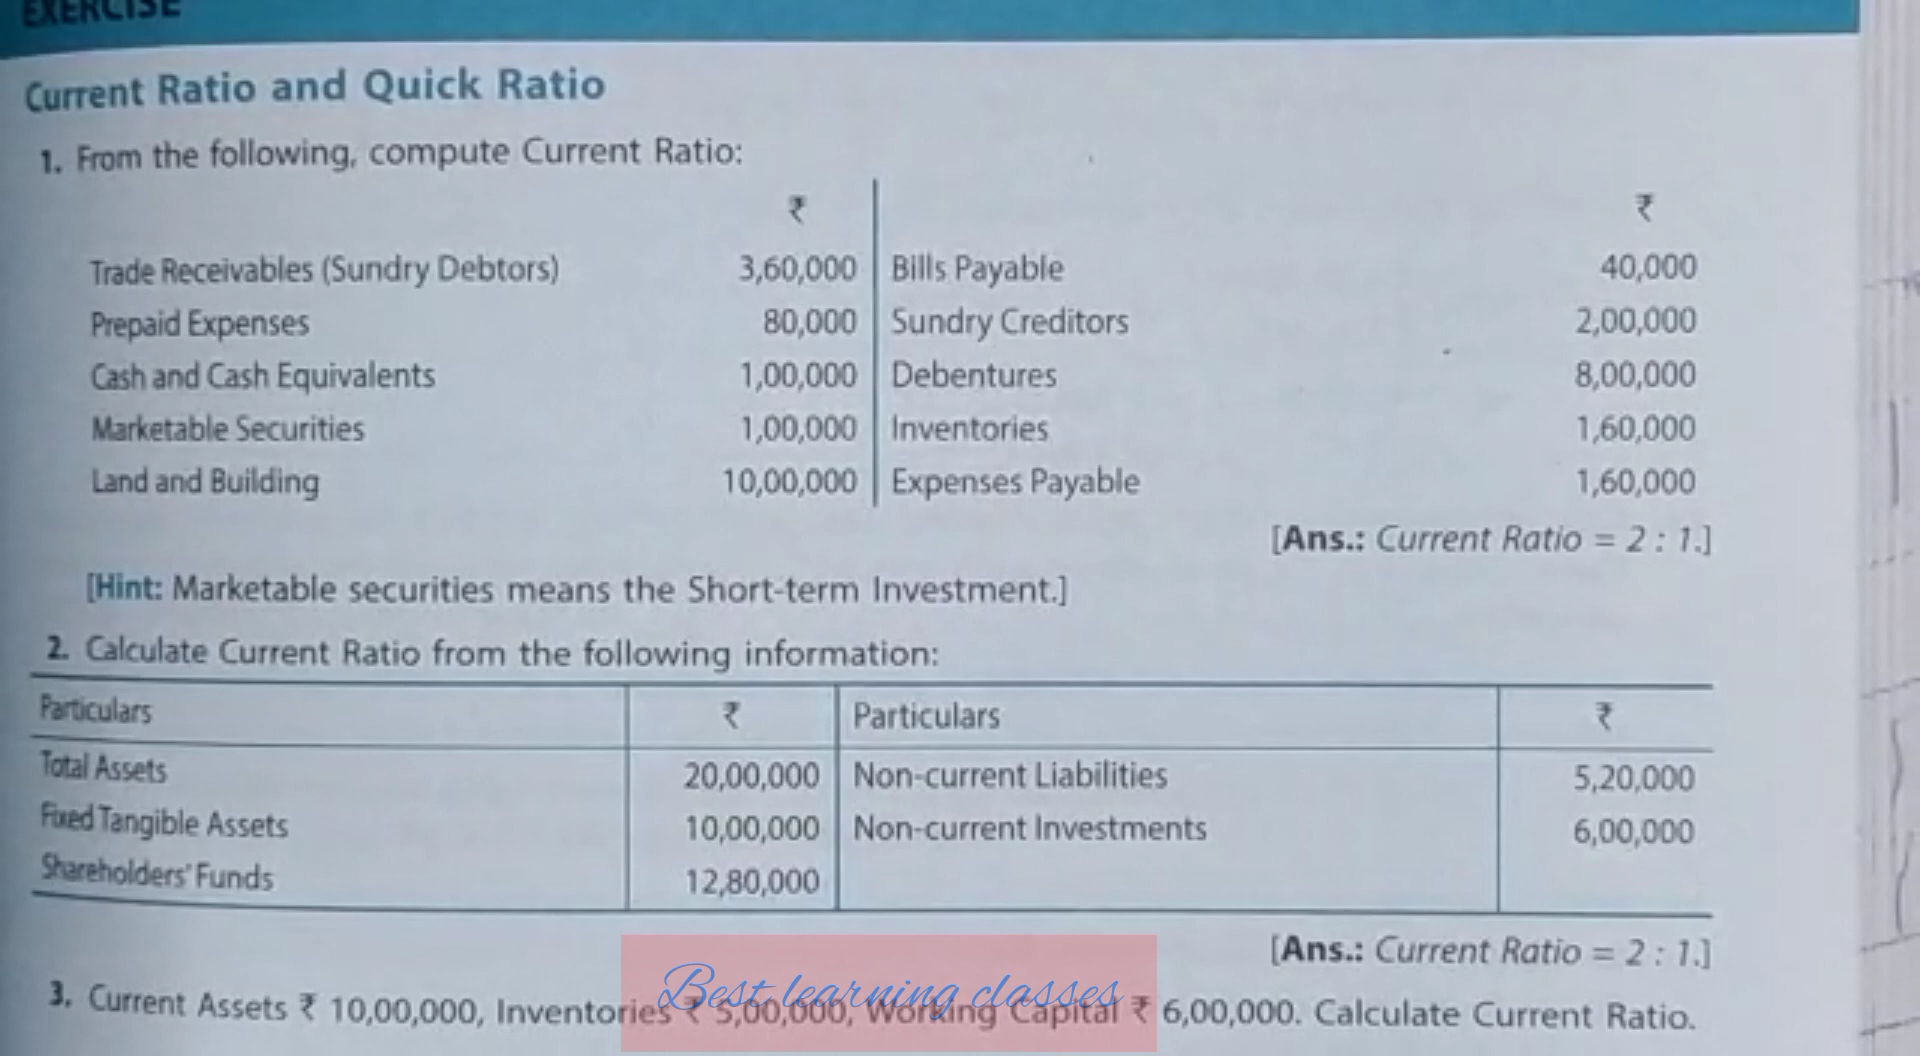 EXERCISE
Current Ratio and Quick Ratio
1. From the following, compute Current Ratio:
₹ ₹
Trade Receivables (Sundry Debtors) 3,60,000 Bills Payable 40,000
Prepaid Expenses 80,000 Sundry Creditors 2,00,000
Cash and Cash Equivalents 1,00,000 Debentures 8,00,000
Marketable Securities 1,00,000 Inventories 1,60,000
Land and Building 10,00,000 Expenses Payable 1,60,000
[Ans.: Current Ratio = 2 : 1.]
[Hint: Marketable securities means the Short-term Investment.]
2. Calculate Current Ratio from the following information:
Particulars ₹ Particulars ₹
Total Assets 20,00,000 Non-current Liabilities 5,20,000
Fixed Tangible Assets 10,00,000 Non-current Investments 6,00,000
Shareholders' Funds 12,80,000
[Ans.: Current Ratio = 2 : 1.]
3. Current Assets ₹ 10,00,000, Inventories ₹ 5,00,000, Working Capital ₹ 6,00,000. Calculate Current Ratio.
Best learning classes